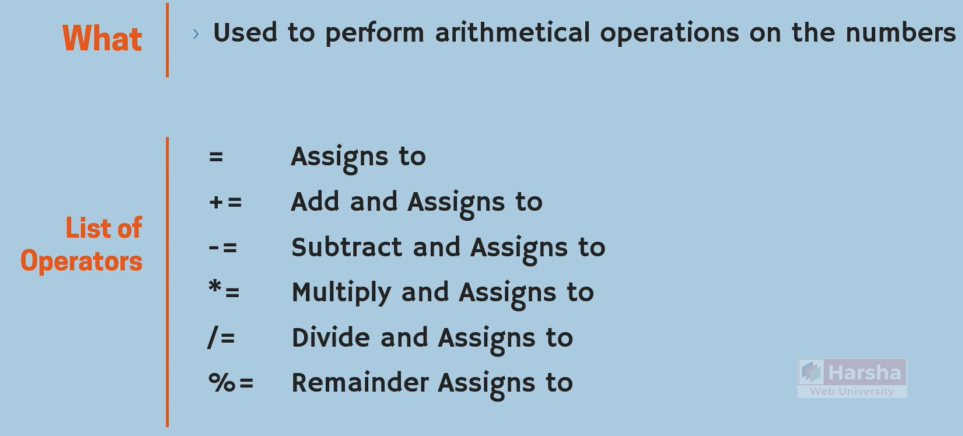 What
› Used to perform arithmetical operations on the numbers
List of
Operators
= Assigns to
+= Add and Assigns to
-= Subtract and Assigns to
*= Multiply and Assigns to
/= Divide and Assigns to
%= Remainder Assigns to
Harsha
Web University